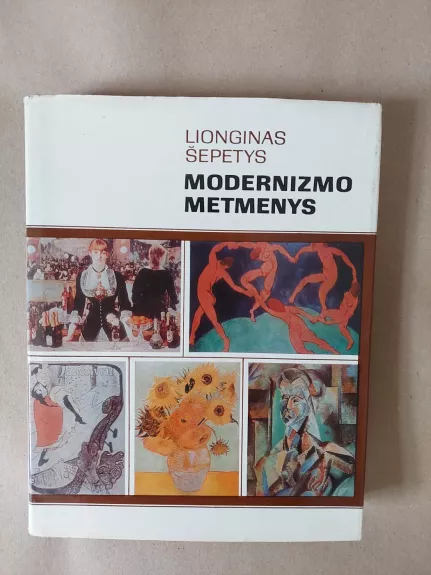 LIONGINAS
ŠEPETYS
MODERNIZMO
METMENYS